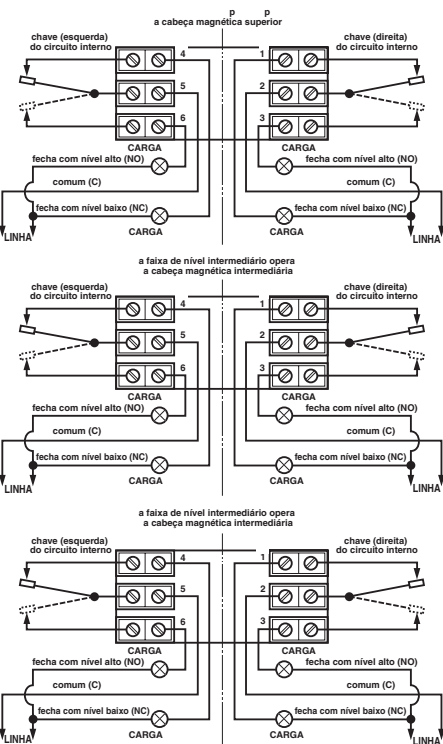 p p
a cabeça magnética superior
chave (esquerda)
do circuito interno
chave (direita)
do circuito interno
4
1
5
2
6
3
CARGA
CARGA
fecha com nível alto (NO)
fecha com nível alto (NO)
comum (C)
comum (C)
fecha com nível baixo (NC)
fecha com nível baixo (NC)
LINHA
CARGA
CARGA
LINHA
a faixa de nível intermediário opera
a cabeça magnética intermediária
chave (esquerda)
do circuito interno
chave (direita)
do circuito interno
4
1
5
2
6
3
CARGA
CARGA
fecha com nível alto (NO)
fecha com nível alto (NO)
comum (C)
comum (C)
fecha com nível baixo (NC)
fecha com nível baixo (NC)
LINHA
CARGA
CARGA
LINHA
a faixa de nível intermediário opera
a cabeça magnética intermediária
chave (esquerda)
do circuito interno
chave (direita)
do circuito interno
4
1
5
2
6
3
CARGA
CARGA
fecha com nível alto (NO)
fecha com nível alto (NO)
comum (C)
comum (C)
fecha com nível baixo (NC)
fecha com nível baixo (NC)
LINHA
CARGA
CARGA
LINHA